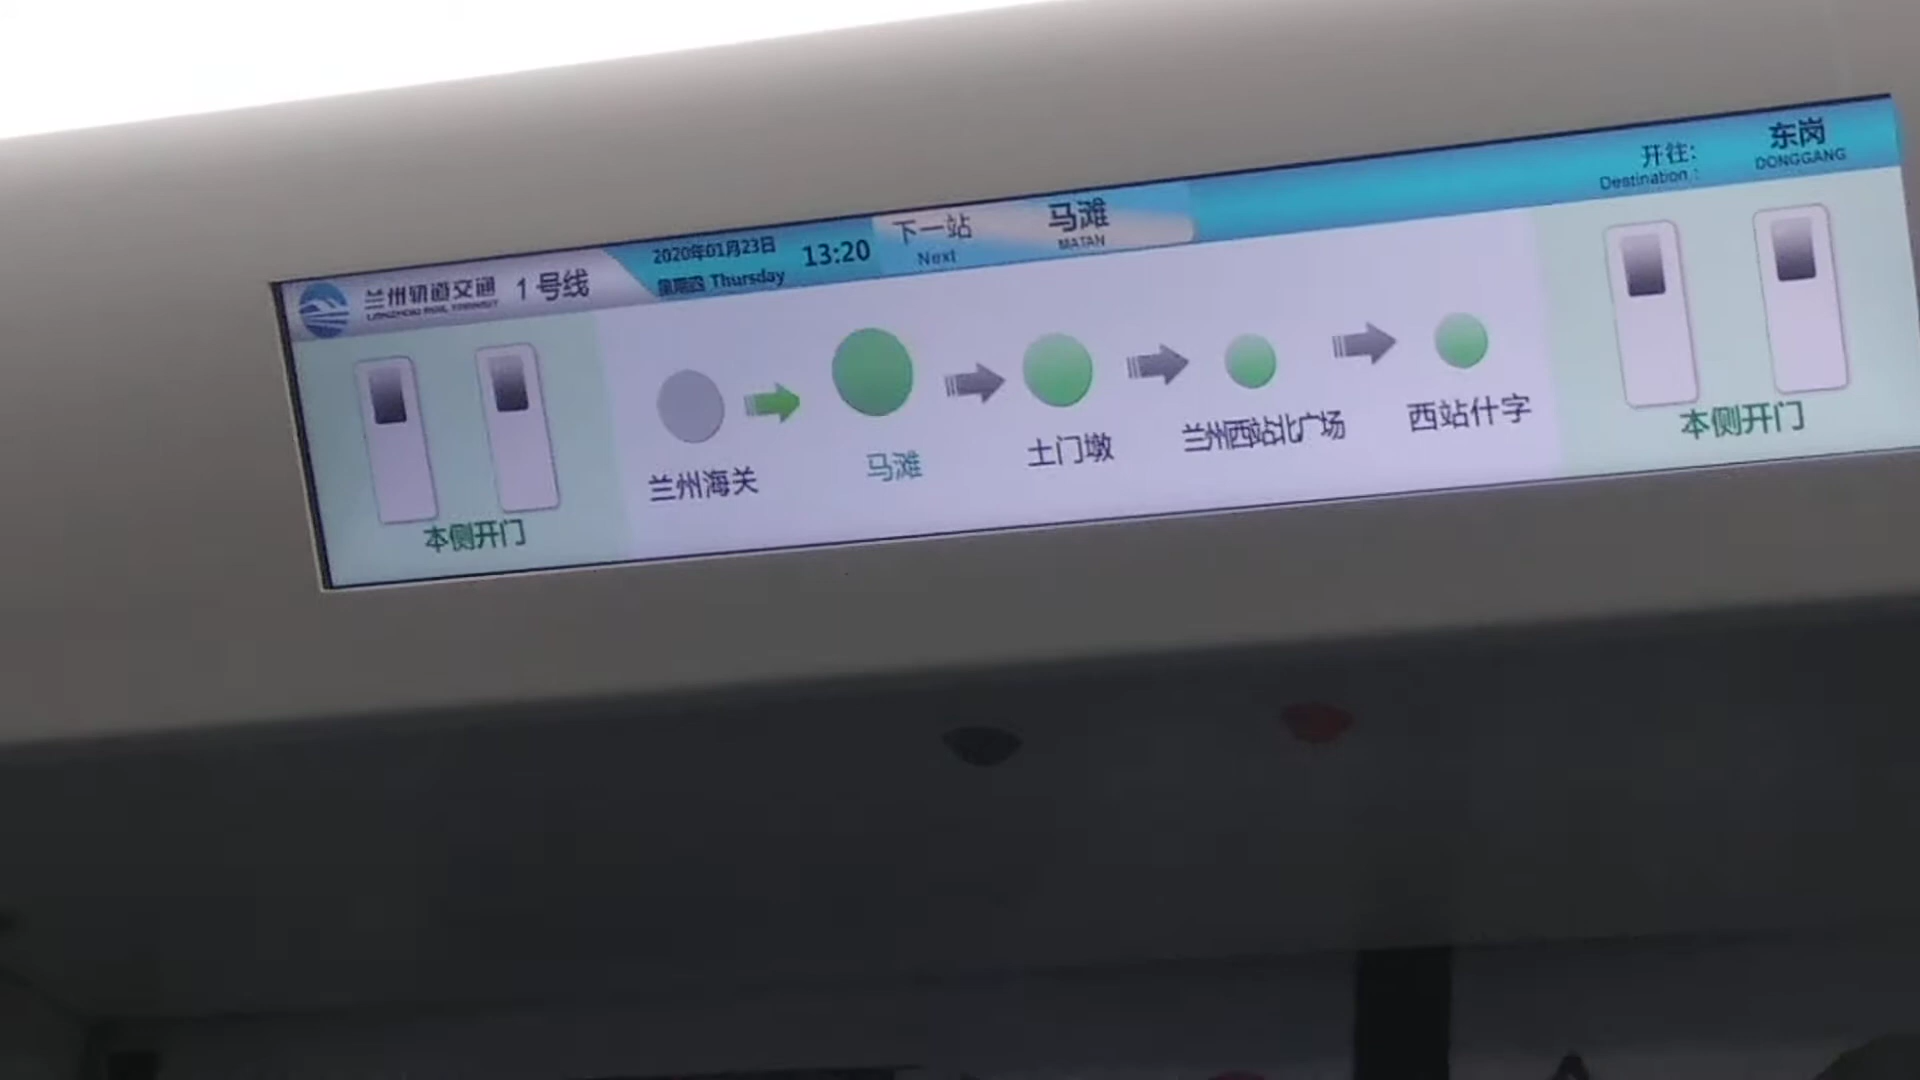 兰州轨道交通
LANZHOU RAIL TRANSIT
1 号线
2020年01月23日
星期四 Thursday
13:20
下一站
Next
马滩
MATAN
开往:
Destination :
东岗
DONGGANG
兰州海关
马滩
土门墩
兰州西站北广场
西站什字
本侧开门
本侧开门